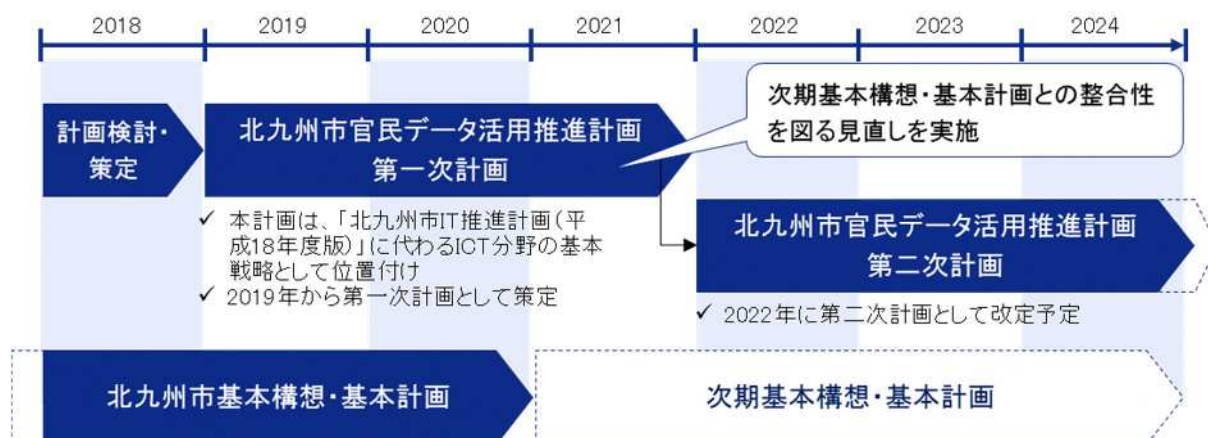 2018 2019 2020 2021 2022 2023 2024
計画検討・
策定
北九州市官民データ活用推進計画
第一次計画
次期基本構想・基本計画との整合性
を図る見直しを実施
✓ 本計画は、「北九州市IT推進計画(平
成18年度版)」に代わるICT分野の基本
戦略として位置付け
✓ 2019年から第一次計画として策定
北九州市官民データ活用推進計画
第二次計画
✓ 2022年に第二次計画として改定予定
北九州市基本構想・基本計画
次期基本構想・基本計画